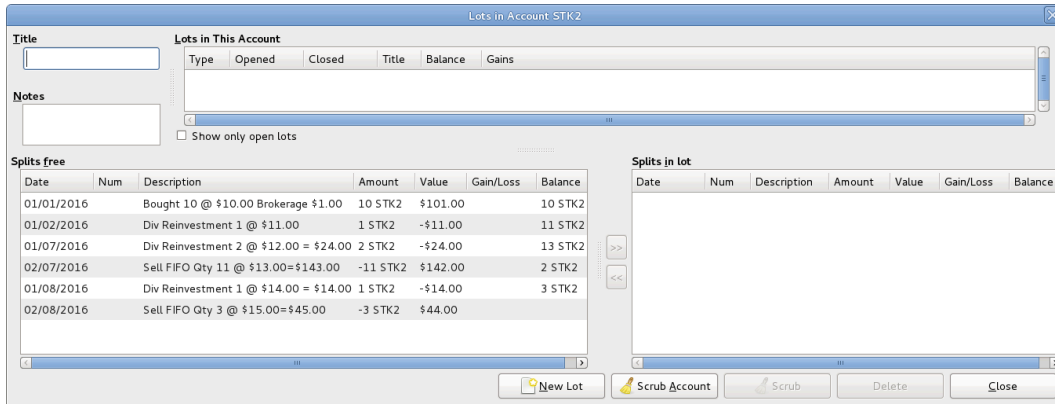 Lots in Account STK2
Title
Lots in This Account
Type Opened Closed Title Balance Gains
Notes
Show only open lots
Splits free
Date Num Description Amount Value Gain/Loss Balance
01/01/2016 Bought 10 @ $10.00 Brokerage $1.00 10 STK2 $101.00 10 STK2
01/02/2016 Div Reinvestment 1 @ $11.00 1 STK2 -$11.00 11 STK2
01/07/2016 Div Reinvestment 2 @ $12.00 = $24.00 2 STK2 -$24.00 13 STK2
02/07/2016 Sell FIFO Qty 11 @ $13.00=$143.00 -11 STK2 $142.00 2 STK2
01/08/2016 Div Reinvestment 1 @ $14.00 = $14.00 1 STK2 -$14.00 3 STK2
02/08/2016 Sell FIFO Qty 3 @ $15.00=$45.00 -3 STK2 $44.00
>>
<<
Splits in lot
Date Num Description Amount Value Gain/Loss Balance
New Lot Scrub Account Scrub Delete Close